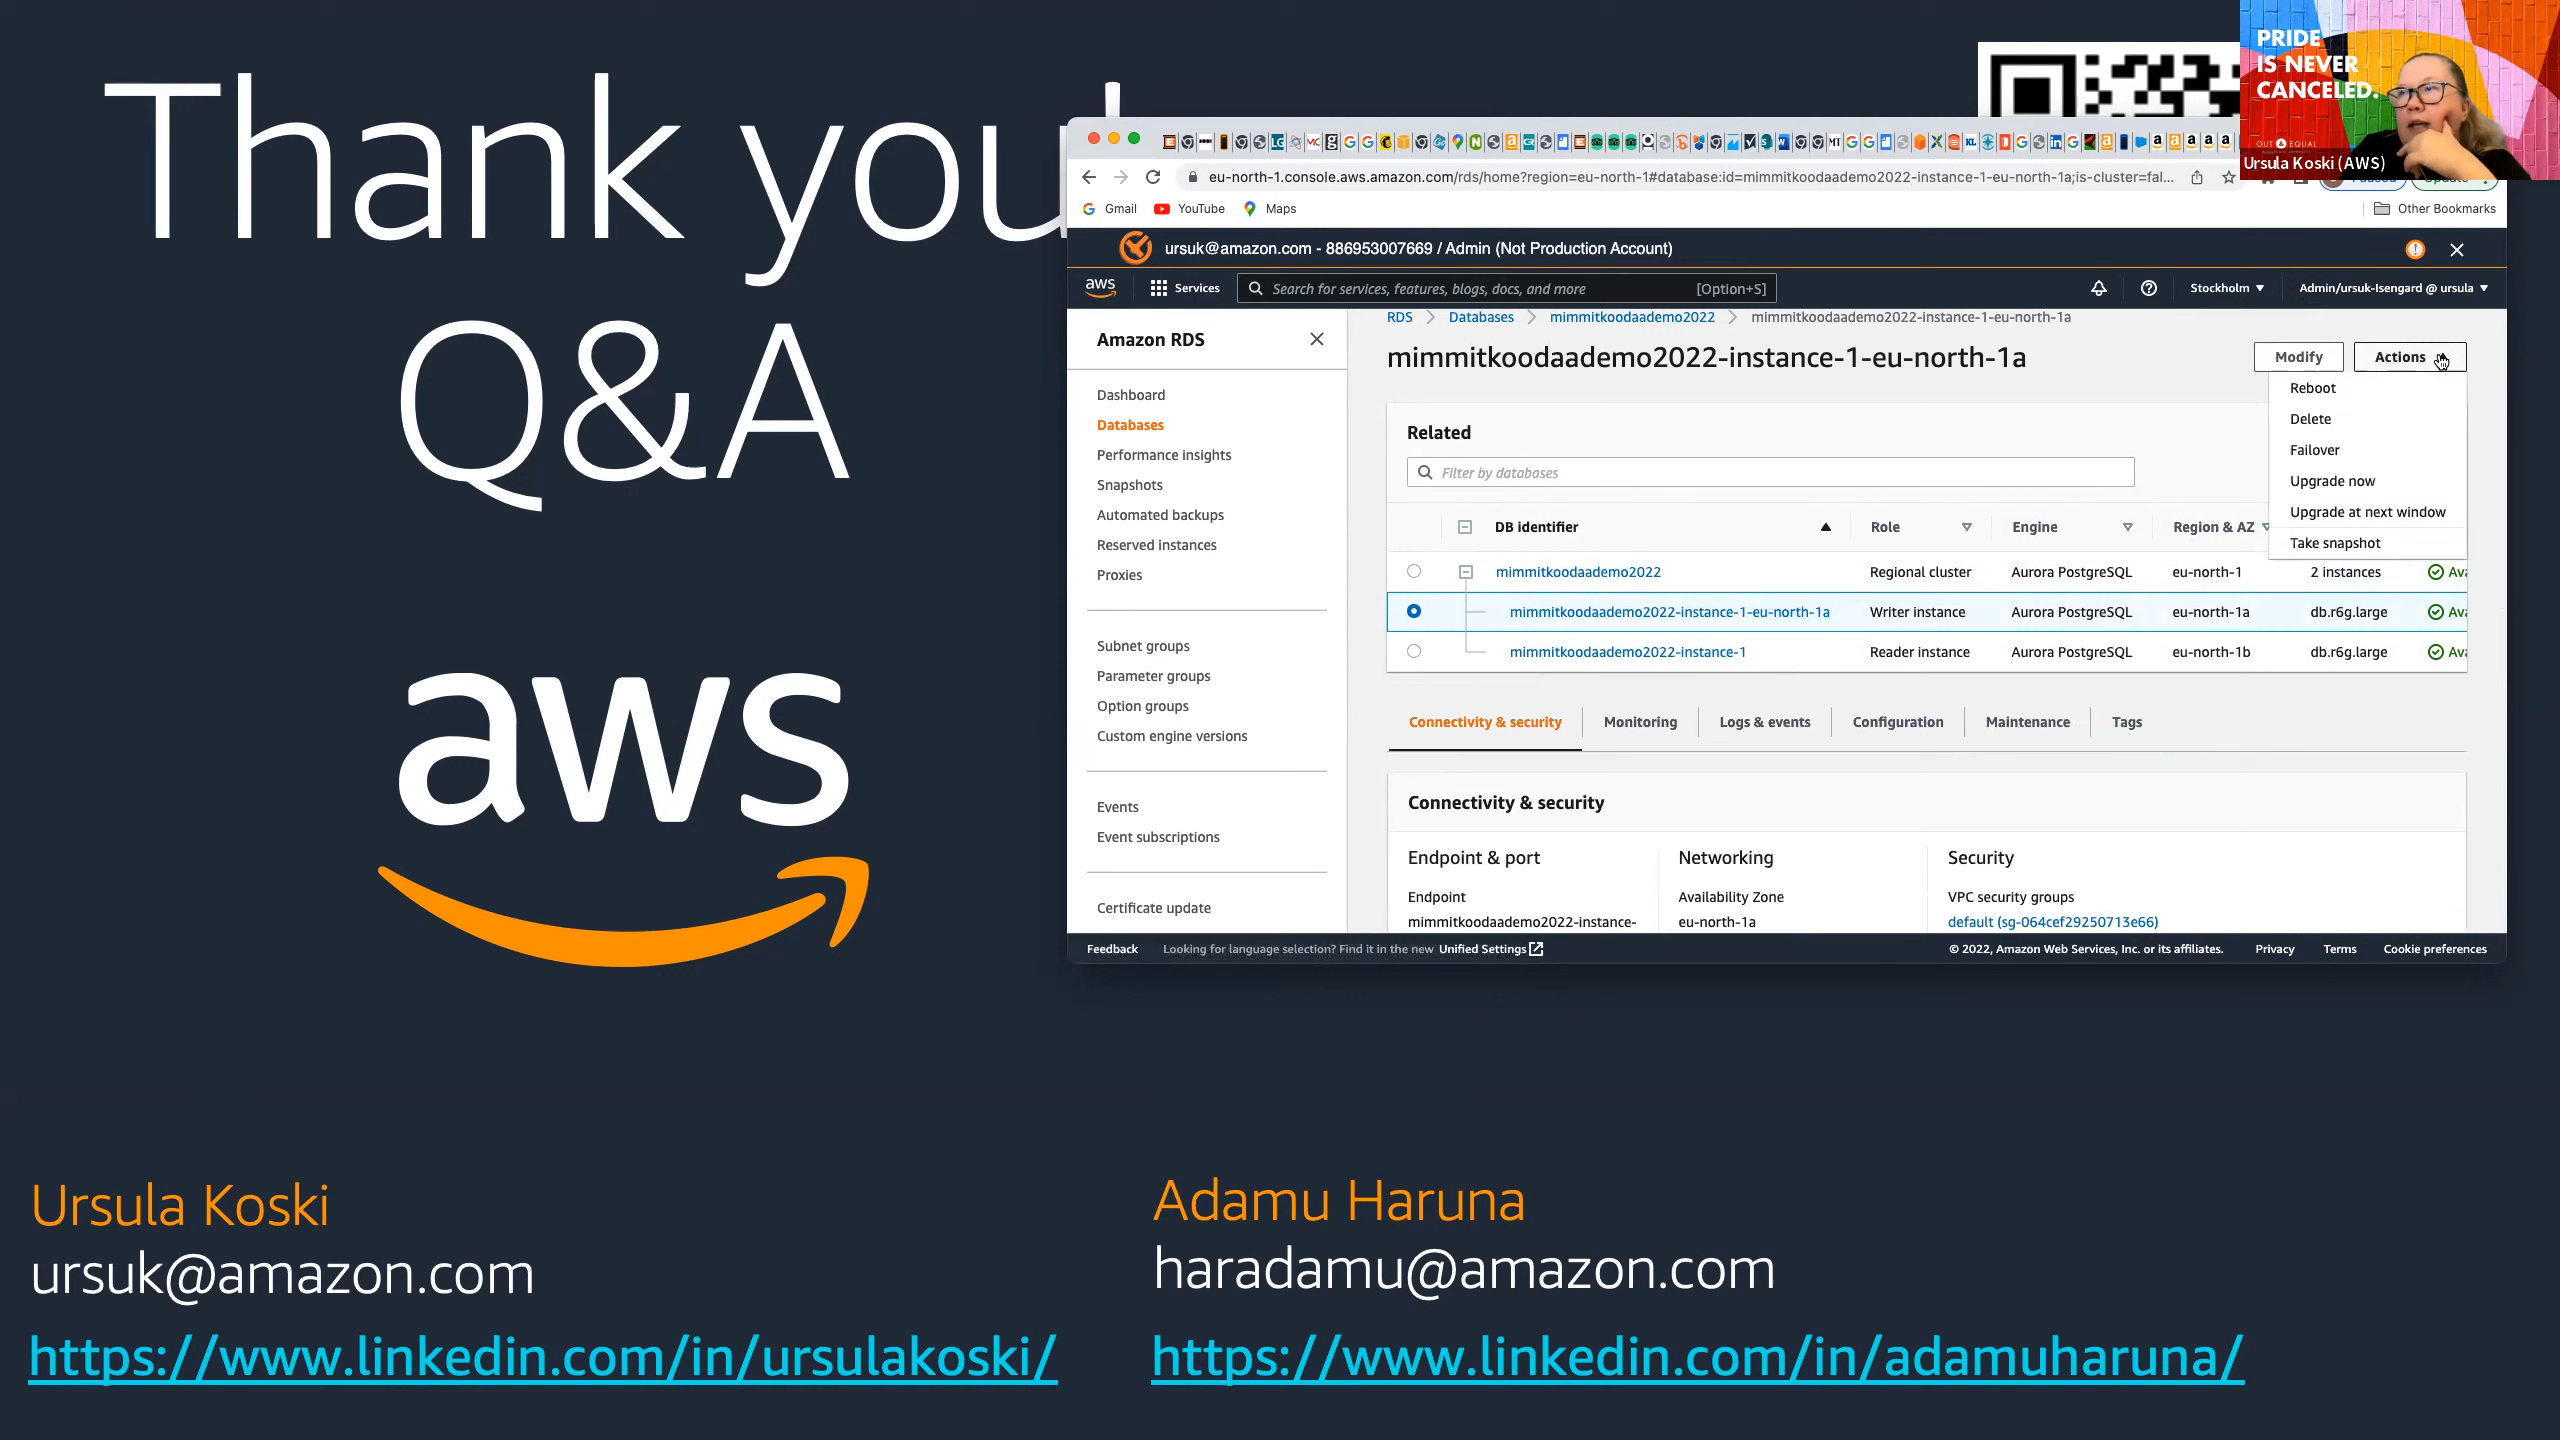 Thank you!
Q&A
aws
Ursula Koski
ursuk@amazon.com
https://www.linkedin.com/in/ursulakoski/
Adamu Haruna
haradamu@amazon.com
https://www.linkedin.com/in/adamuharuna/
PRIDE
IS NEVER
CANCELED.
OUT & EQUAL
Ursula Koski (AWS)
eu-north-1.console.aws.amazon.com/rds/home?region=eu-north-1#database:id=mimmitkoodaademo2022-instance-1-eu-north-1a;is-cluster=fal...
Gmail YouTube Maps Other Bookmarks
ursuk@amazon.com - 886953007669 / Admin (Not Production Account)
aws Services Search for services, features, blogs, docs, and more [Option+S] Stockholm Admin/ursuk-Isengard @ ursula
Amazon RDS
Dashboard
Databases
Performance insights
Snapshots
Automated backups
Reserved instances
Proxies
Subnet groups
Parameter groups
Option groups
Custom engine versions
Events
Event subscriptions
Certificate update
RDS Databases mimmitkoodaademo2022 mimmitkoodaademo2022-instance-1-eu-north-1a
mimmitkoodaademo2022-instance-1-eu-north-1a
Modify Actions
Reboot
Delete
Failover
Upgrade now
Upgrade at next window
Take snapshot
Related
Filter by databases
DB identifier Role Engine Region & AZ
mimmitkoodaademo2022 Regional cluster Aurora PostgreSQL eu-north-1 2 instances
mimmitkoodaademo2022-instance-1-eu-north-1a Writer instance Aurora PostgreSQL eu-north-1a db.r6g.large
mimmitkoodaademo2022-instance-1 Reader instance Aurora PostgreSQL eu-north-1b db.r6g.large
Connectivity & security Monitoring Logs & events Configuration Maintenance Tags
Connectivity & security
Endpoint & port Networking Security
Endpoint Availability Zone VPC security groups
mimmitkoodaademo2022-instance- eu-north-1a default (sg-064cef29250713e66)
Feedback Looking for language selection? Find it in the new Unified Settings © 2022, Amazon Web Services, Inc. or its affiliates. Privacy Terms Cookie preferences